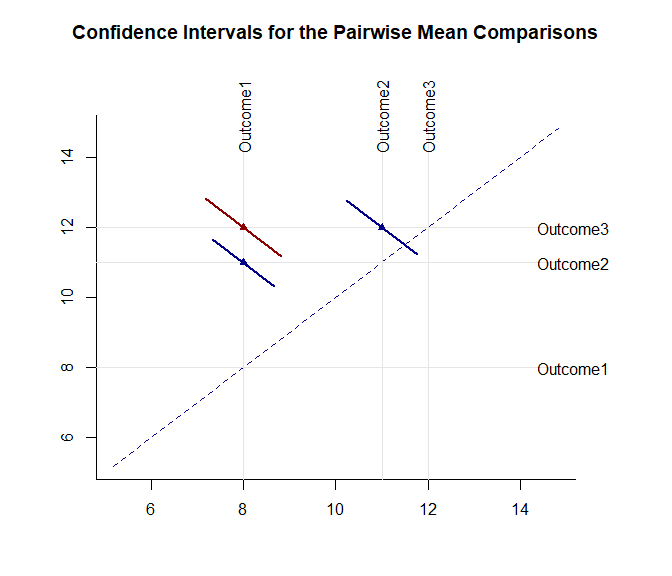 Confidence Intervals for the Pairwise Mean Comparisons
Outcome1
Outcome2
Outcome3
14
12
10
8
6
Outcome3
Outcome2
Outcome1
6
8
10
12
14